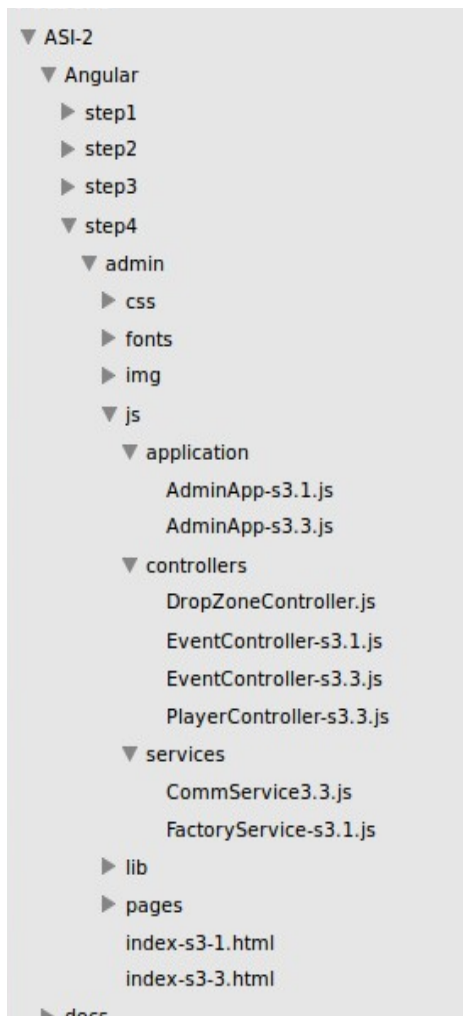 ASI-2
Angular
step1
step2
step3
step4
admin
css
fonts
img
js
application
AdminApp-s3.1.js
AdminApp-s3.3.js
controllers
DropZoneController.js
EventController-s3.1.js
EventController-s3.3.js
PlayerController-s3.3.js
services
CommService3.3.js
FactoryService-s3.1.js
lib
pages
index-s3-1.html
index-s3-3.html